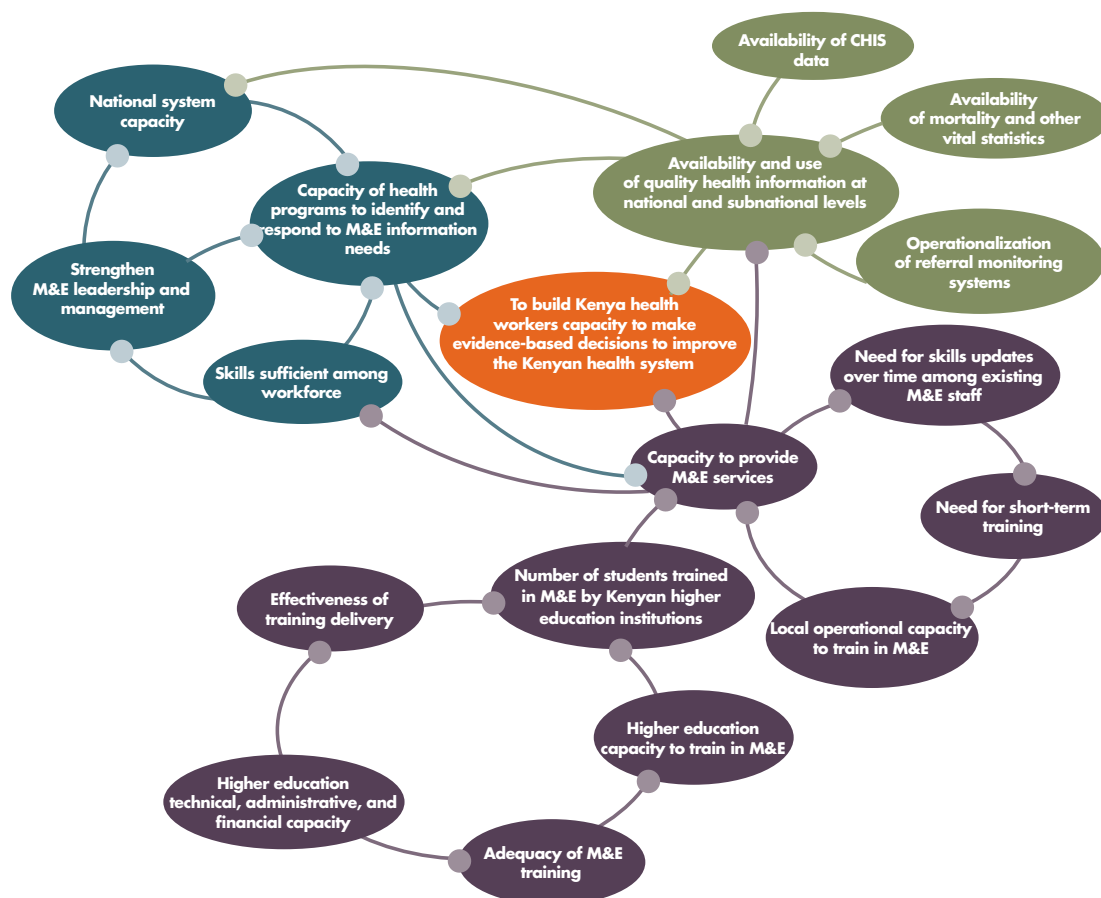 Availability of CHIS
data
National system
capacity
Availability
of mortality and other
vital statistics
Availability and use
of quality health information at
national and subnational levels
Capacity of health
programs to identify and
respond to M&E information
needs
Operationalization
of referral monitoring
systems
Strengthen
M&E leadership and
management
To build Kenya health
workers capacity to make
evidence-based decisions to improve
the Kenyan health system
Need for skills updates
over time among existing
M&E staff
Skills sufficient among
workforce
Capacity to provide
M&E services
Need for short-term
training
Number of students trained
in M&E by Kenyan higher
education institutions
Effectiveness of
training delivery
Local operational capacity
to train in M&E
Higher education
capacity to train in M&E
Higher education
technical, administrative, and
financial capacity
Adequacy of M&E
training